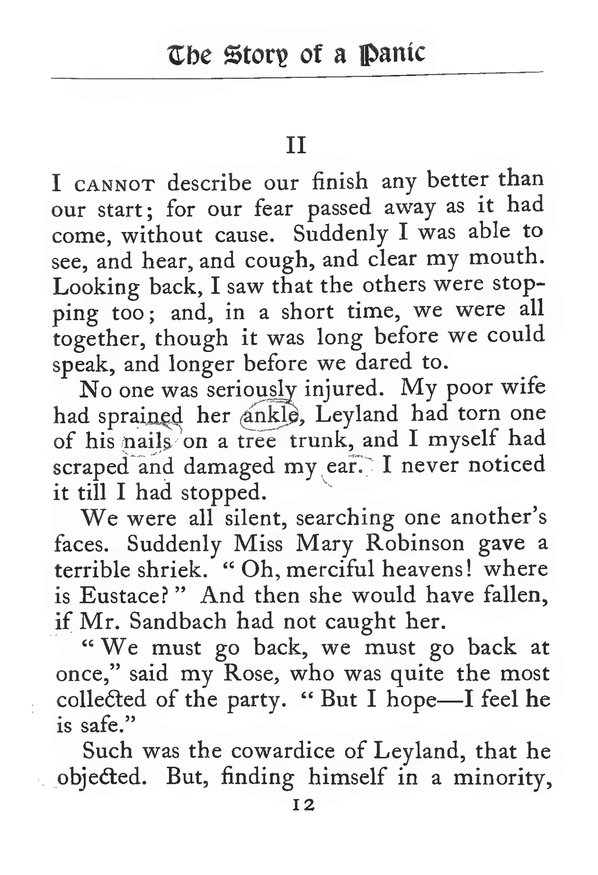 The Story of a Panic
II
I CANNOT describe our finish any better than
our start; for our fear passed away as it had
come, without cause. Suddenly I was able to
see, and hear, and cough, and clear my mouth.
Looking back, I saw that the others were stop-
ping too; and, in a short time, we were all
together, though it was long before we could
speak, and longer before we dared to.
No one was seriously injured. My poor wife
had sprained her ankle, Leyland had torn one
of his nails on a tree trunk, and I myself had
scraped and damaged my ear. I never noticed
it till I had stopped.
We were all silent, searching one another's
faces. Suddenly Miss Mary Robinson gave a
terrible shriek. “Oh, merciful heavens! where
is Eustace?” And then she would have fallen,
if Mr. Sandbach had not caught her.
“We must go back, we must go back at
once,” said my Rose, who was quite the most
collected of the party. “But I hope—I feel he
is safe.”
Such was the cowardice of Leyland, that he
objected. But, finding himself in a minority,
12